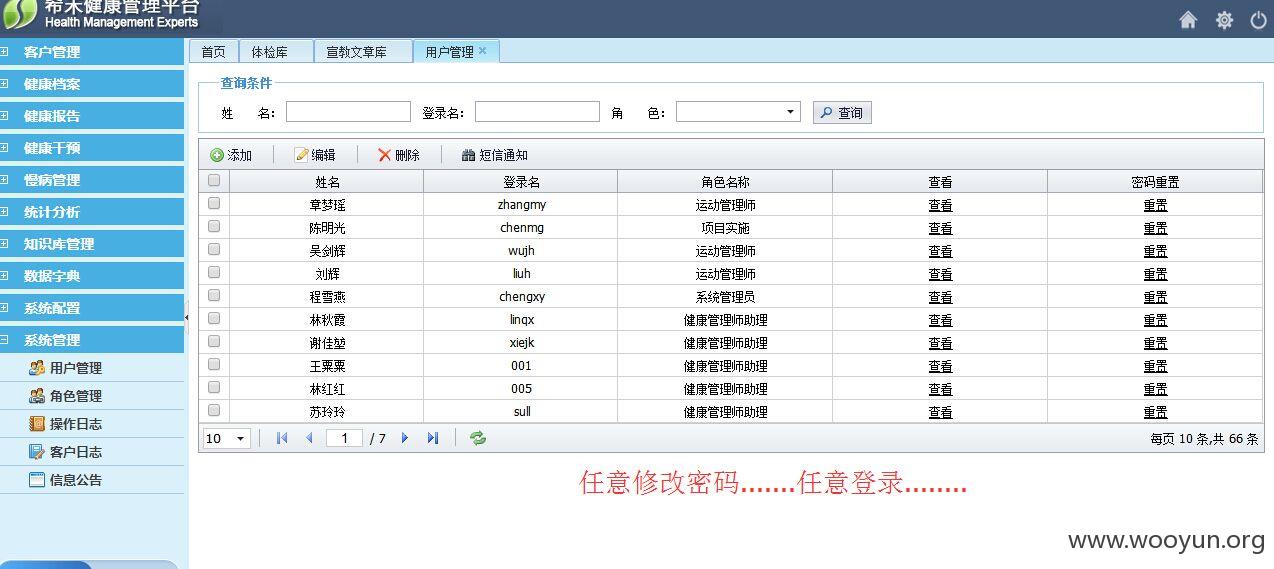 希禾健康管理平台
Health Management Experts
首页 体检库 宣教文章库 用户管理
客户管理
健康档案
健康报告
健康干预
慢病管理
统计分析
知识库管理
数据字典
系统配置
系统管理
用户管理
角色管理
操作日志
客户日志
信息公告
查询条件
姓 名: 登录名: 角 色: 查询
添加 编辑 删除 短信通知
姓名 登录名 角色名称 查看 密码重置
章梦瑶 zhangmy 运动管理师 查看 重置
陈明光 chenmg 项目实施 查看 重置
吴剑辉 wujh 运动管理师 查看 重置
刘辉 liuh 运动管理师 查看 重置
程雪燕 chengxy 系统管理员 查看 重置
林秋霞 linqx 健康管理师助理 查看 重置
谢佳堃 xiejk 健康管理师助理 查看 重置
王粟粟 001 健康管理师助理 查看 重置
林红红 005 健康管理师助理 查看 重置
苏玲玲 sull 健康管理师助理 查看 重置
10 1 / 7 每页 10 条,共 66 条
任意修改密码.......任意登录........
www.wooyun.org